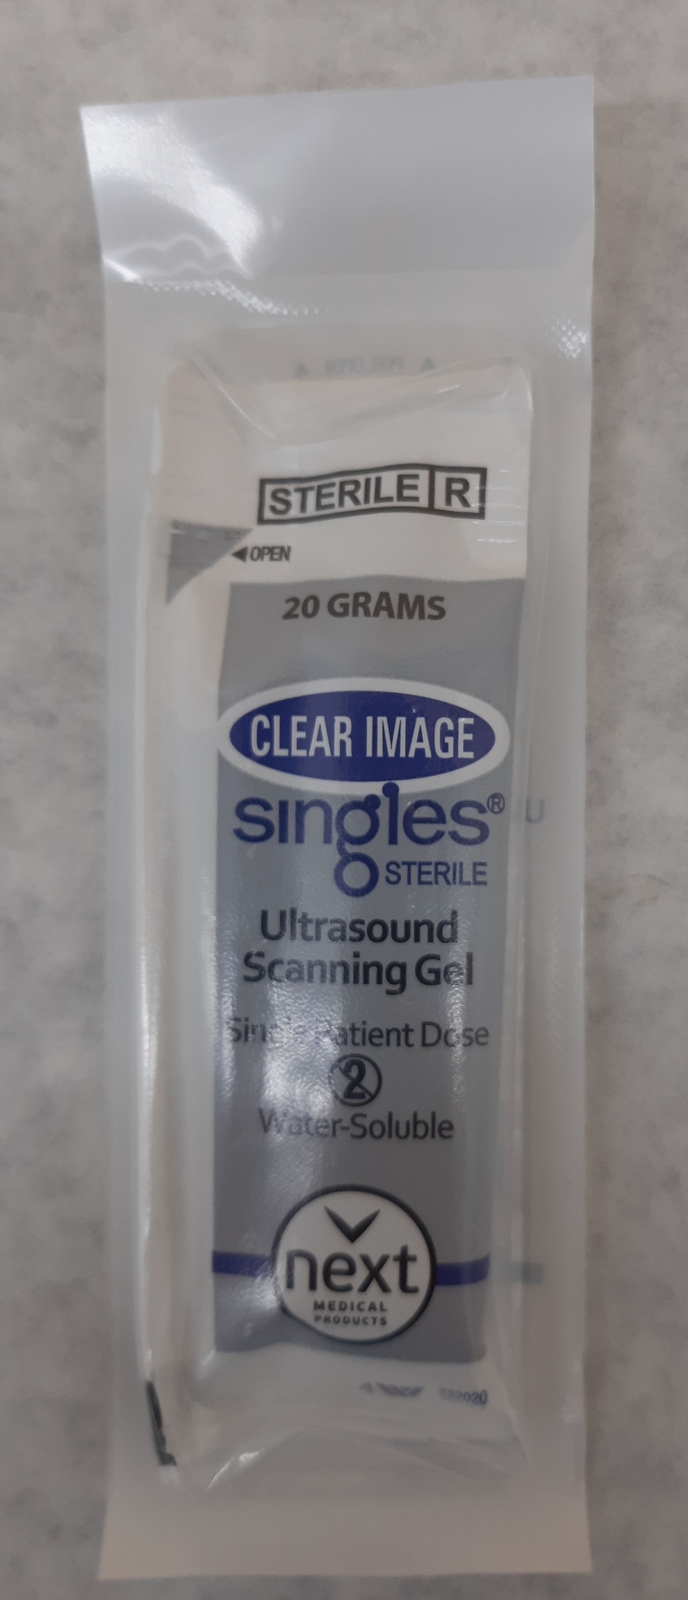 STERILE R
OPEN
20 GRAMS
CLEAR IMAGE
singles®
STERILE
Ultrasound
Scanning Gel
Single Patient Dose
2
Water-Soluble
next
MEDICAL
PRODUCTS